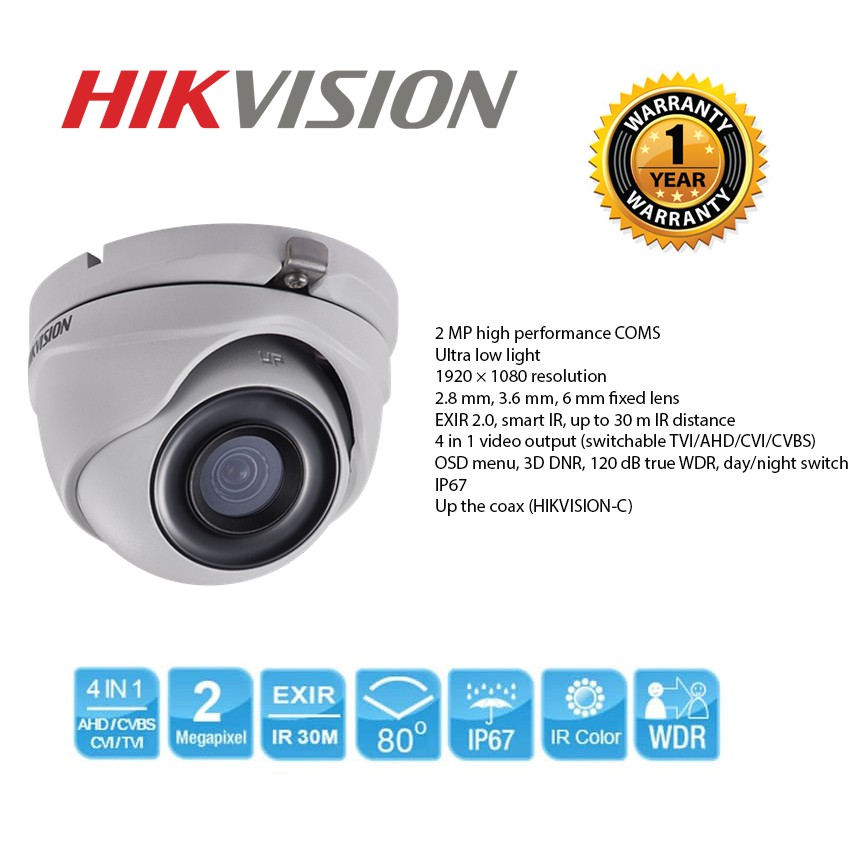 HIKVISION
WARRANTY
1
YEAR
WARRANTY
HIKVISION
UP
2 MP high performance COMS
Ultra low light
1920 × 1080 resolution
2.8 mm, 3.6 mm, 6 mm fixed lens
EXIR 2.0, smart IR, up to 30 m IR distance
4 in 1 video output (switchable TVI/AHD/CVI/CVBS)
OSD menu, 3D DNR, 120 dB true WDR, day/night switch
IP67
Up the coax (HIKVISION-C)
4 IN 1
AHD/CVBS
CVI/TVI
2
Megapixel
EXIR
IR 30M
80°
IP67
IR Color
WDR